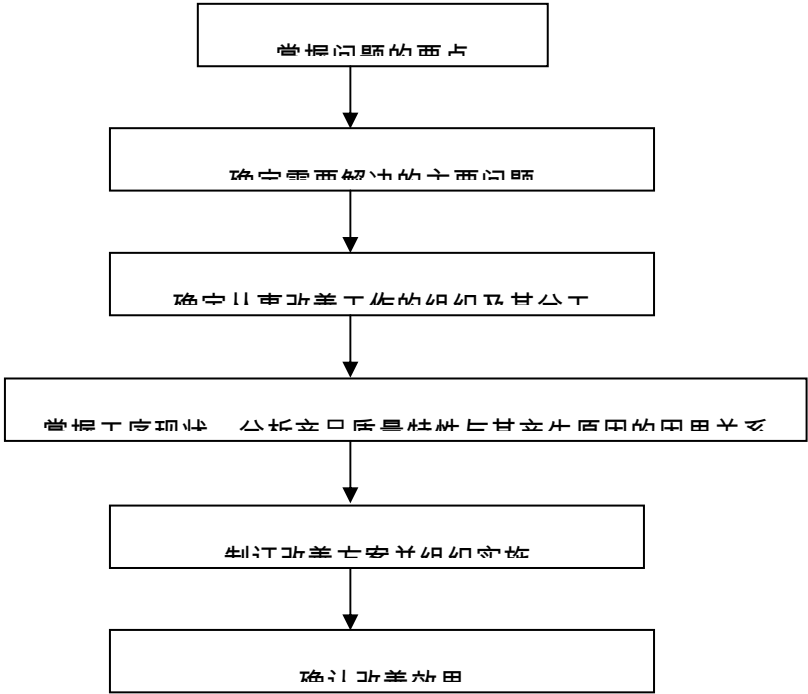 掌握问题的要点
确定需要解决的主要问题
确定从事改善工作的组织及其分工
掌握工序现状，分析产品质量特性与其产生原因的因果关系
制订改善方案并组织实施
确认改善效果